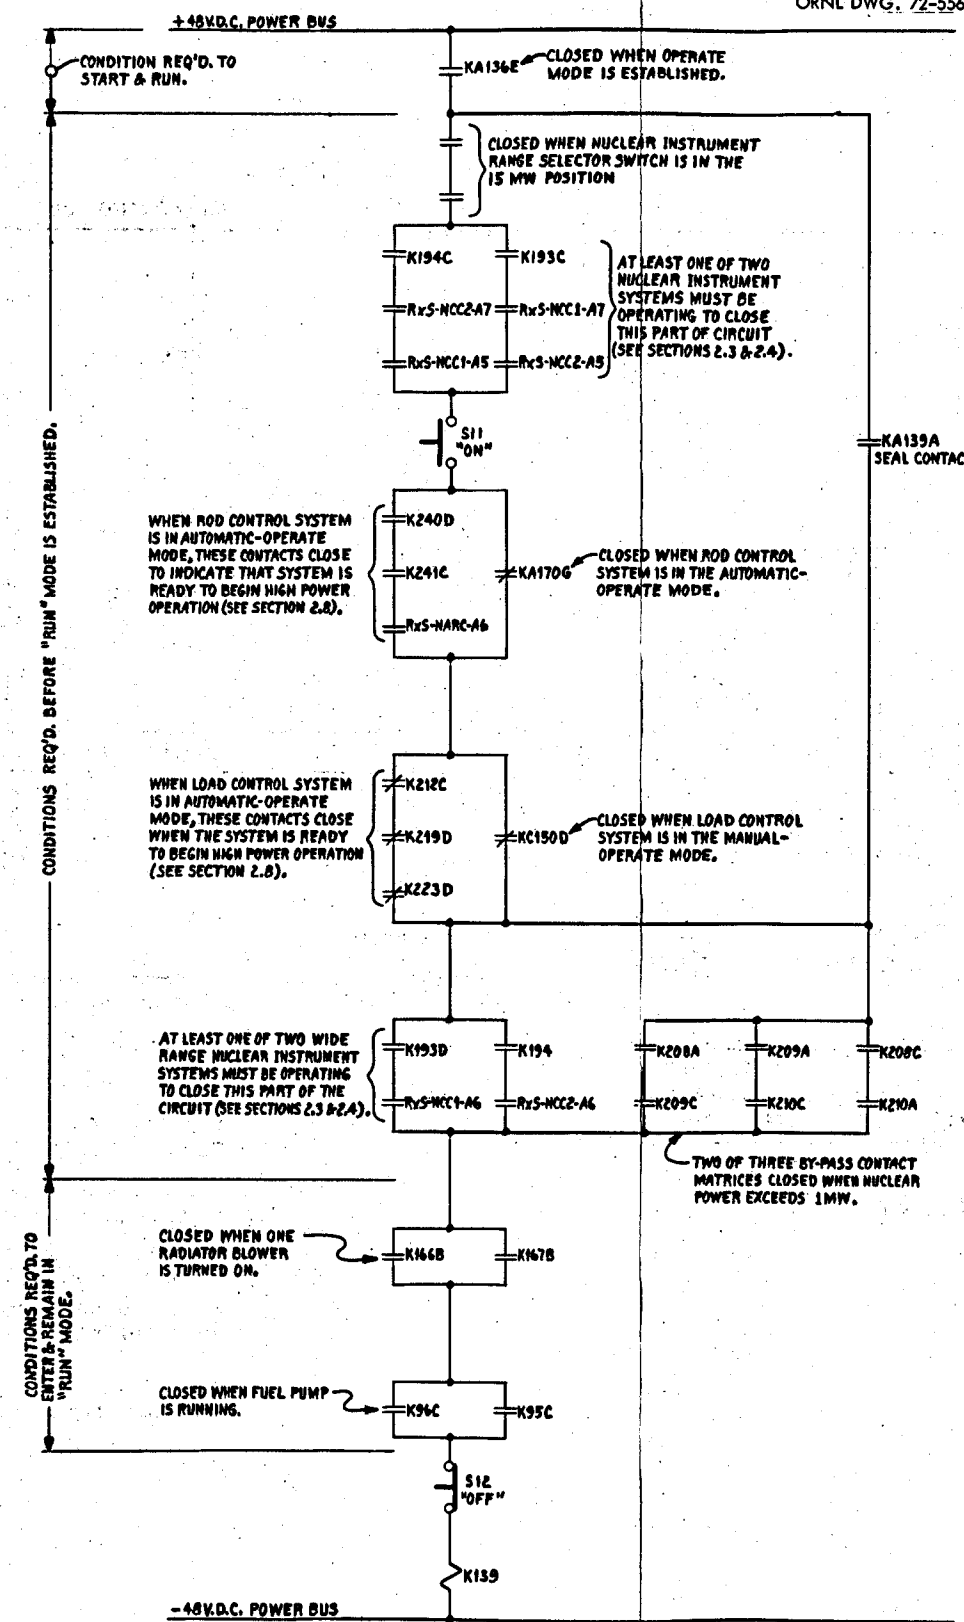 ORNL DWG. 72-556
+48V.D.C. POWER BUS
CONDITION REQ'D. TO
START & RUN.
KA136E
CLOSED WHEN OPERATE
MODE IS ESTABLISHED.
CLOSED WHEN NUCLEAR INSTRUMENT
RANGE SELECTOR SWITCH IS IN THE
15 MW POSITION
K194C
K193C
RxS-NCC2-A7
RxS-NCC1-A7
RxS-NCC1-A5
RxS-NCC2-A5
AT LEAST ONE OF TWO
NUCLEAR INSTRUMENT
SYSTEMS MUST BE
OPERATING TO CLOSE
THIS PART OF CIRCUIT
(SEE SECTIONS 2.3 & 2.4).
S11
"ON"
KA139A
SEAL CONTAC
CONDITIONS REQ'D. BEFORE "RUN" MODE IS ESTABLISHED.
WHEN ROD CONTROL SYSTEM
IS IN AUTOMATIC-OPERATE
MODE, THESE CONTACTS CLOSE
TO INDICATE THAT SYSTEM IS
READY TO BEGIN HIGH POWER
OPERATION (SEE SECTION 2.8).
K240D
K241C
RxS-NARC-A6
KA170G
CLOSED WHEN ROD CONTROL
SYSTEM IS IN THE AUTOMATIC-
OPERATE MODE.
WHEN LOAD CONTROL SYSTEM
IS IN AUTOMATIC-OPERATE
MODE, THESE CONTACTS CLOSE
WHEN THE SYSTEM IS READY
TO BEGIN HIGH POWER OPERATION
(SEE SECTION 2.8).
K212C
K219D
K223D
KC150D
CLOSED WHEN LOAD CONTROL
SYSTEM IS IN THE MANUAL-
OPERATE MODE.
AT LEAST ONE OF TWO WIDE
RANGE NUCLEAR INSTRUMENT
SYSTEMS MUST BE OPERATING
TO CLOSE THIS PART OF THE
CIRCUIT (SEE SECTIONS 2.3 & 2.4).
K193D
K194
K208A
K209A
K208C
RxS-NCC1-A6
RxS-NCC2-A6
K209C
K210C
K210A
TWO OF THREE BY-PASS CONTACT
MATRICES CLOSED WHEN NUCLEAR
POWER EXCEEDS 1MW.
CONDITIONS REQ'D. TO
ENTER & REMAIN IN
"RUN" MODE.
CLOSED WHEN ONE
RADIATOR BLOWER
IS TURNED ON.
K166B
K167B
CLOSED WHEN FUEL PUMP
IS RUNNING.
K96C
K95C
S12
"OFF"
K139
-48V.D.C. POWER BUS